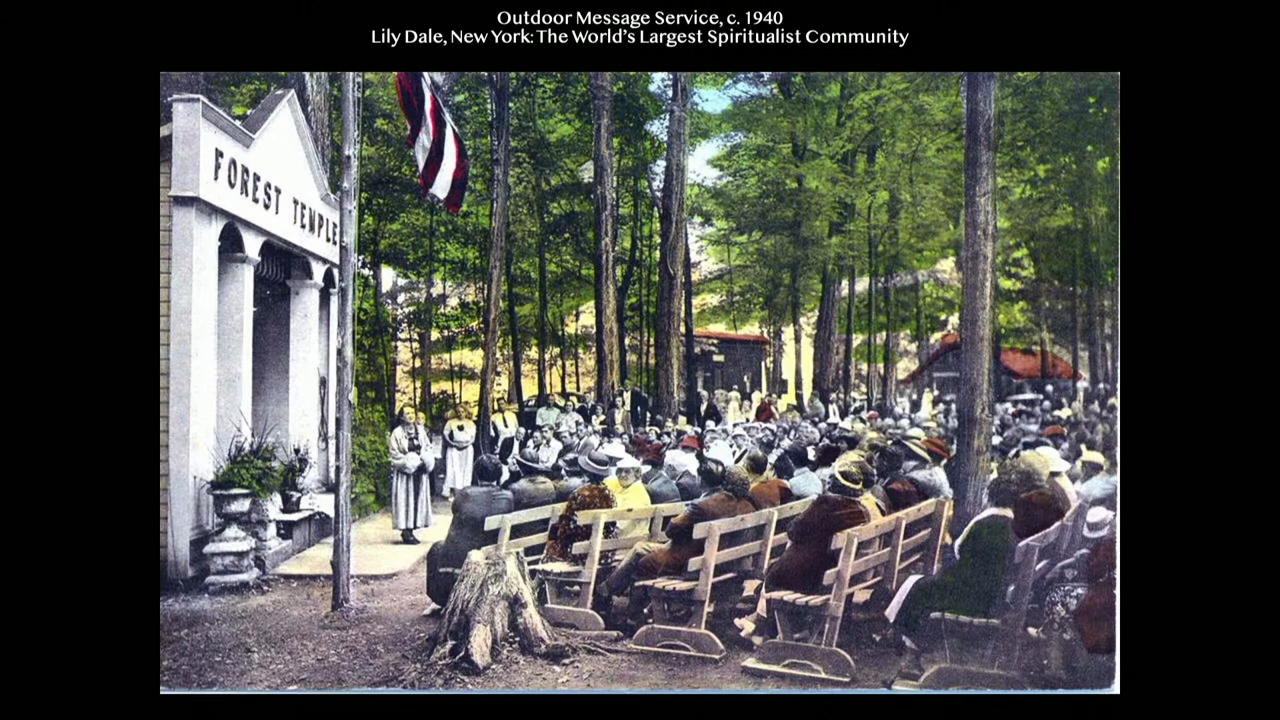 Outdoor Message Service, c. 1940
Lily Dale, New York: The World's Largest Spiritualist Community
FOREST TEMPLE